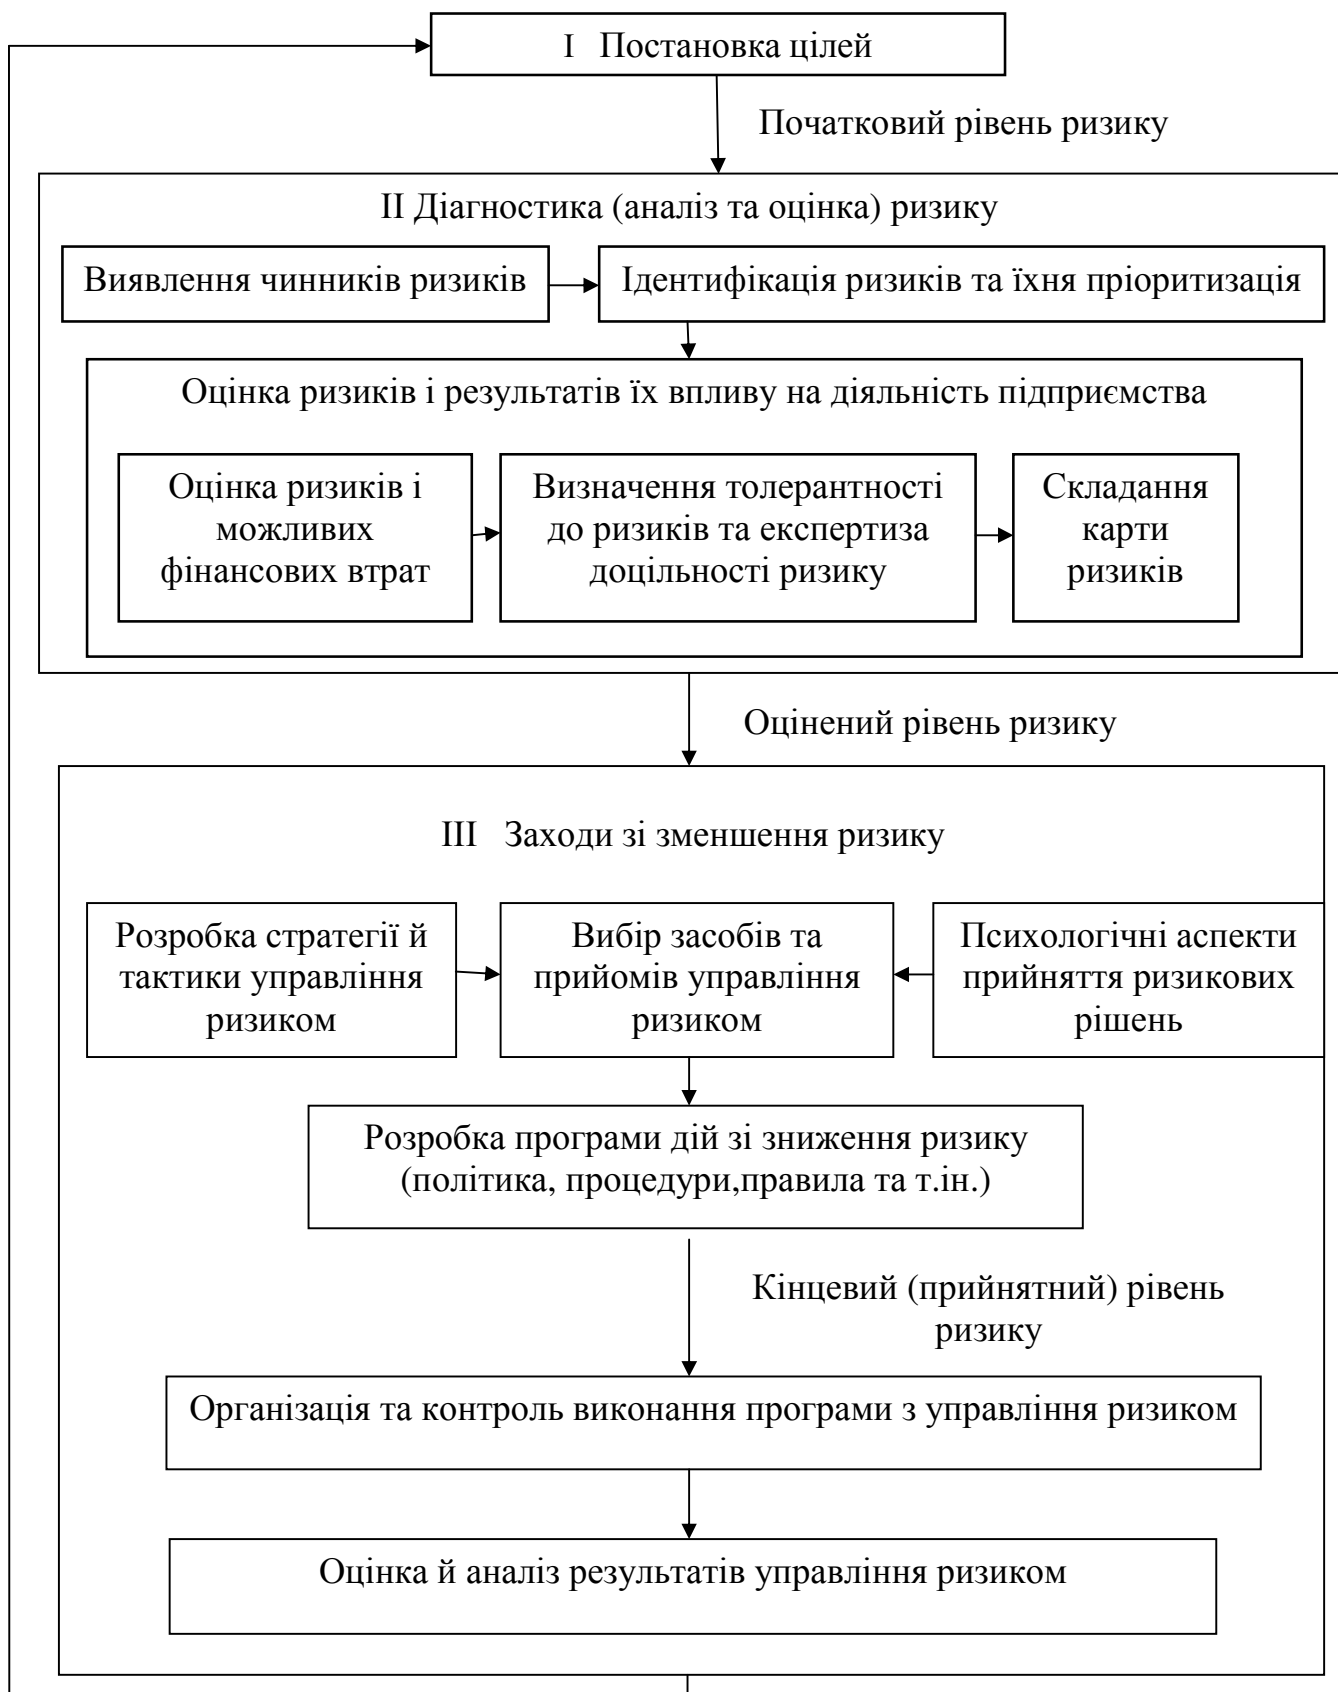 I Постановка цілей
Початковий рівень ризику
II Діагностика (аналіз та оцінка) ризику
Виявлення чинників ризиків
Ідентифікація ризиків та їхня пріоритизація
Оцінка ризиків і результатів їх впливу на діяльність підприємства
Оцінка ризиків і
можливих
фінансових втрат
Визначення толерантності
до ризиків та експертиза
доцільності ризику
Складання
карти
ризиків
Оцінений рівень ризику
III Заходи зі зменшення ризику
Розробка стратегії й
тактики управління
ризиком
Вибір засобів та
прийомів управління
ризиком
Психологічні аспекти
прийняття ризикових
рішень
Розробка програми дій зі зниження ризику
(політика, процедури,правила та т.ін.)
Кінцевий (прийнятний) рівень
ризику
Організація та контроль виконання програми з управління ризиком
Оцінка й аналіз результатів управління ризиком